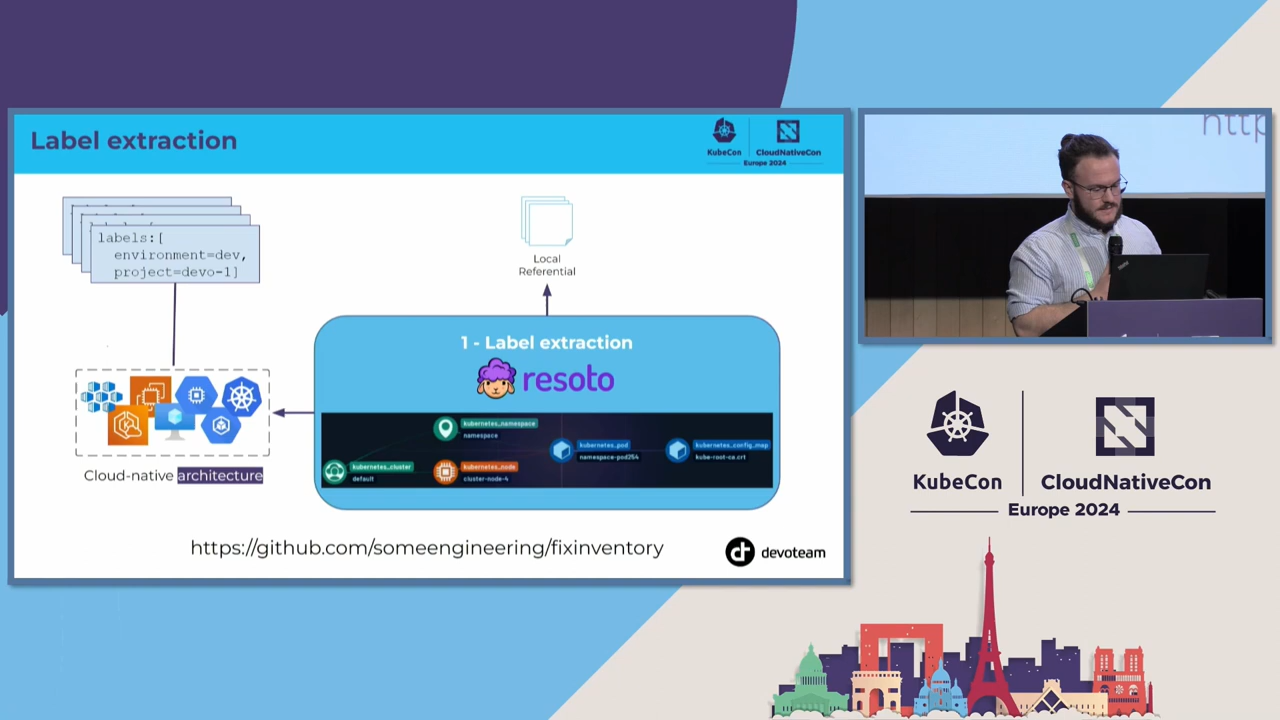 Label extraction
KubeCon
CloudNativeCon
Europe 2024
http
labels:[
environment=dev,
project=devo-1]
Local
Referential
1 - Label extraction
resoto
kubernetes_namespace
namespace
kubernetes_pod
namespace-pod254
kubernetes_config_map
kube-root-ca.crt
kubernetes_cluster
default
kubernetes_node
cluster-node-4
Cloud-native architecture
https://github.com/someengineering/fixinventory
dt devoteam
KubeCon
CloudNativeCon
Europe 2024